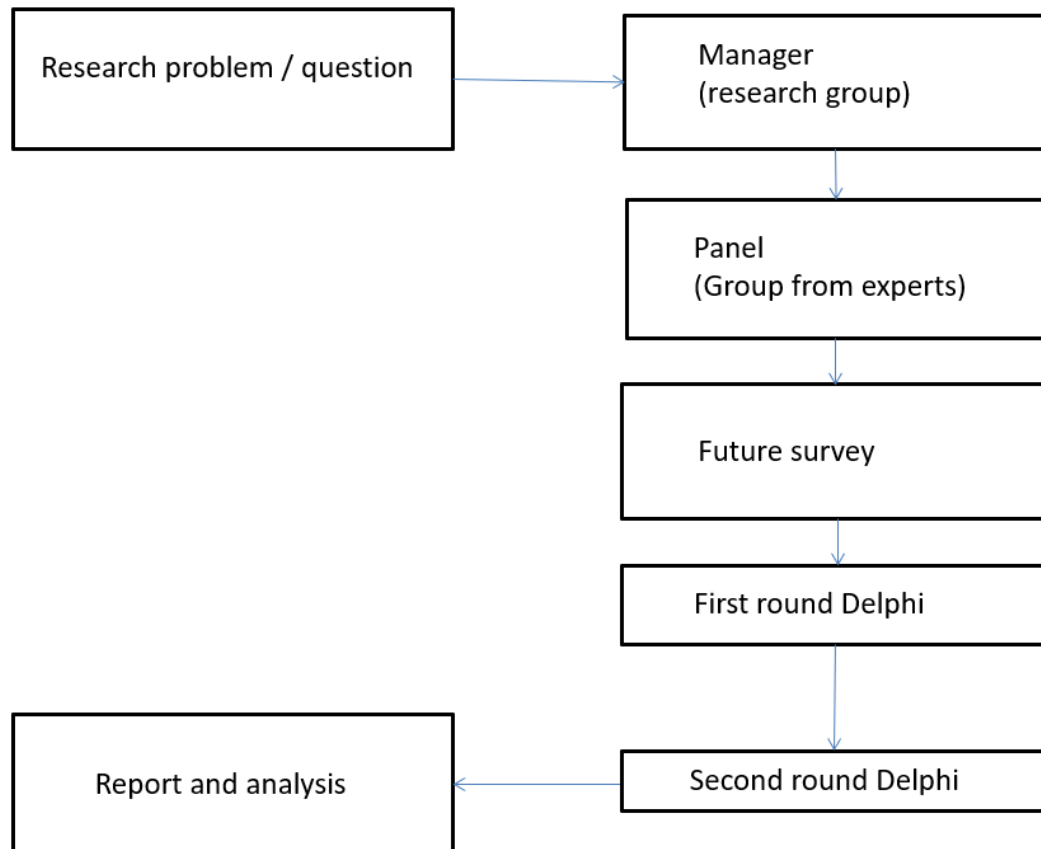 Research problem / question
Manager
(research group)
Panel
(Group from experts)
Future survey
First round Delphi
Second round Delphi
Report and analysis